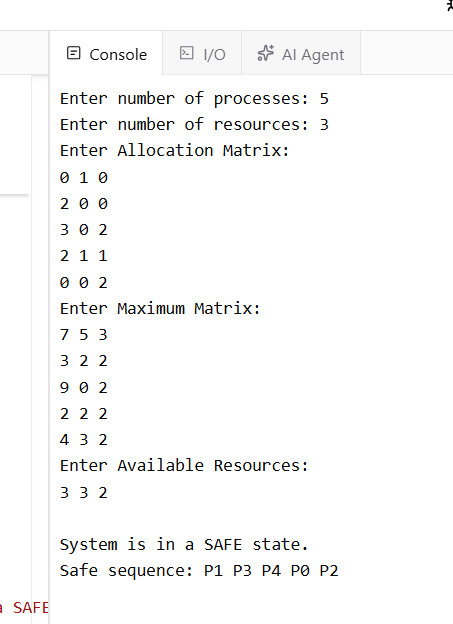 Console I/O AI Agent
Enter number of processes: 5
Enter number of resources: 3
Enter Allocation Matrix:
0 1 0
2 0 0
3 0 2
2 1 1
0 0 2
Enter Maximum Matrix:
7 5 3
3 2 2
9 0 2
2 2 2
4 3 2
Enter Available Resources:
3 3 2
System is in a SAFE state.
Safe sequence: P1 P3 P4 P0 P2
a SAFE